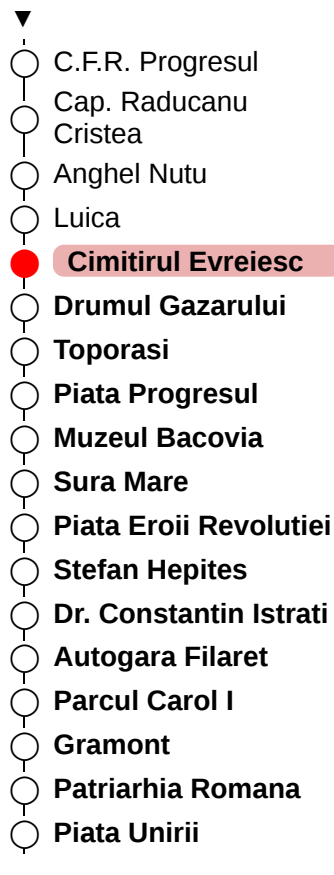 C.F.R. Progresul
Cap. Raducanu
Cristea
Anghel Nutu
Luica
Cimitirul Evreiesc
Drumul Gazarului
Toporasi
Piata Progresul
Muzeul Bacovia
Sura Mare
Piata Eroii Revolutiei
Stefan Hepites
Dr. Constantin Istrati
Autogara Filaret
Parcul Carol I
Gramont
Patriarhia Romana
Piata Unirii